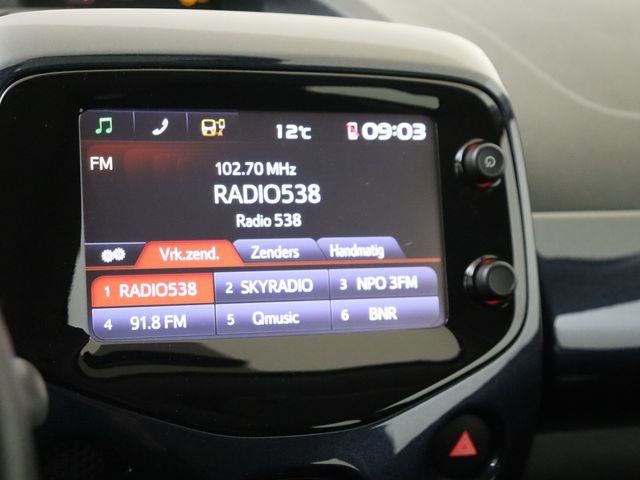 12°C 09:03
FM
102.70 MHz
RADIO538
Radio 538
Vrk.zend. Zenders Handmatig
1 RADIO538 2 SKYRADIO 3 NPO 3FM
4 91.8 FM 5 Qmusic 6 BNR